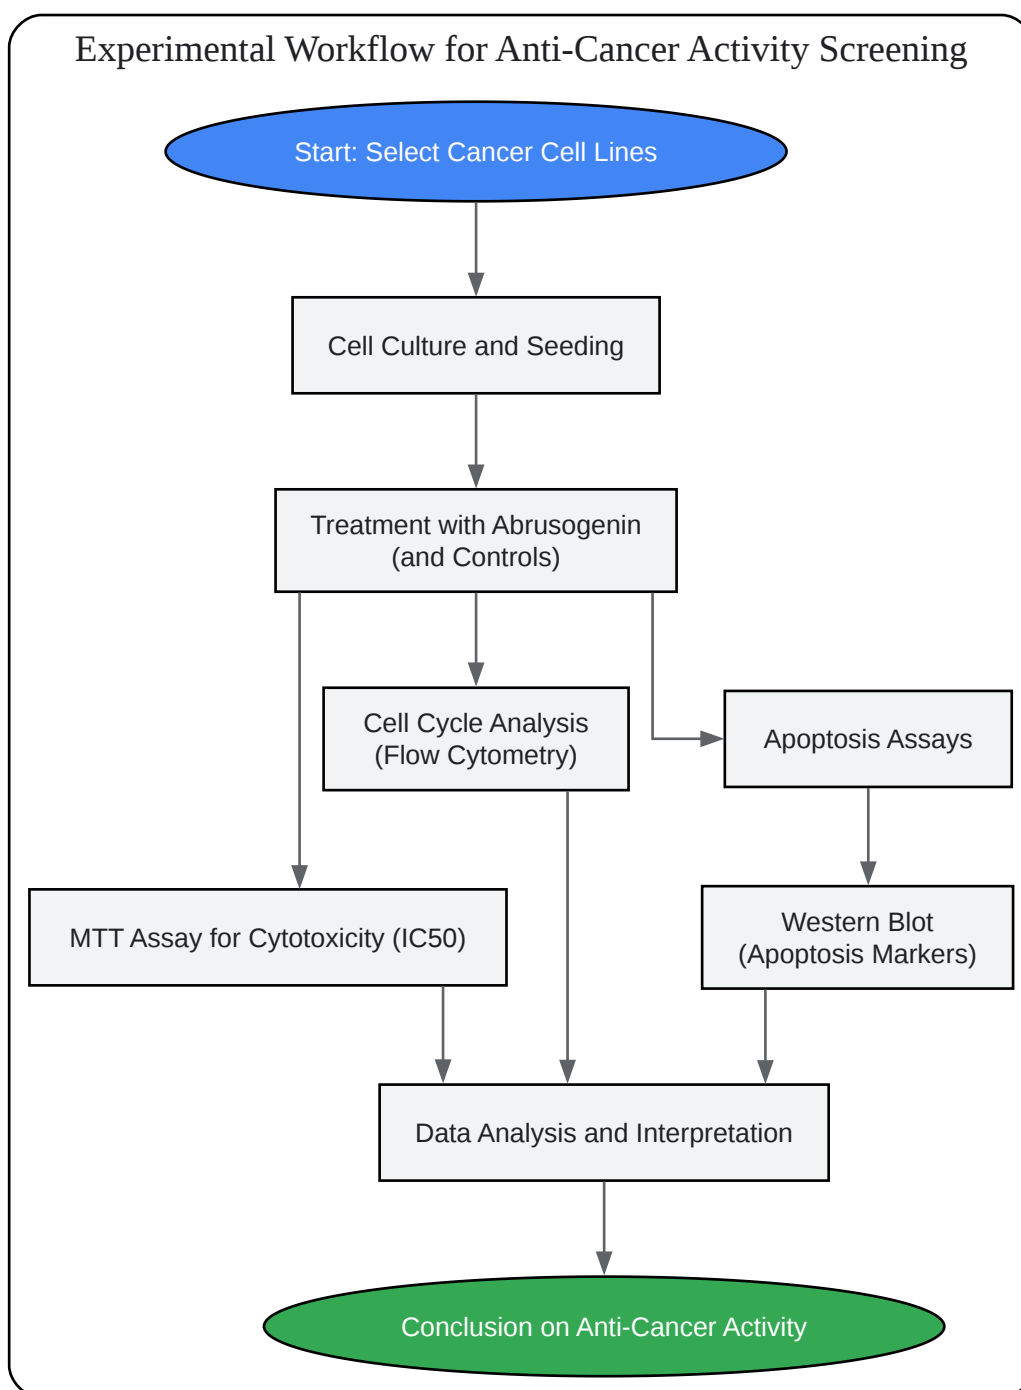 Experimental Workflow for Anti-Cancer Activity Screening
Start: Select Cancer Cell Lines
Cell Culture and Seeding
Treatment with Abrusogenin
(and Controls)
Cell Cycle Analysis
(Flow Cytometry)
Apoptosis Assays
MTT Assay for Cytotoxicity (IC50)
Western Blot
(Apoptosis Markers)
Data Analysis and Interpretation
Conclusion on Anti-Cancer Activity